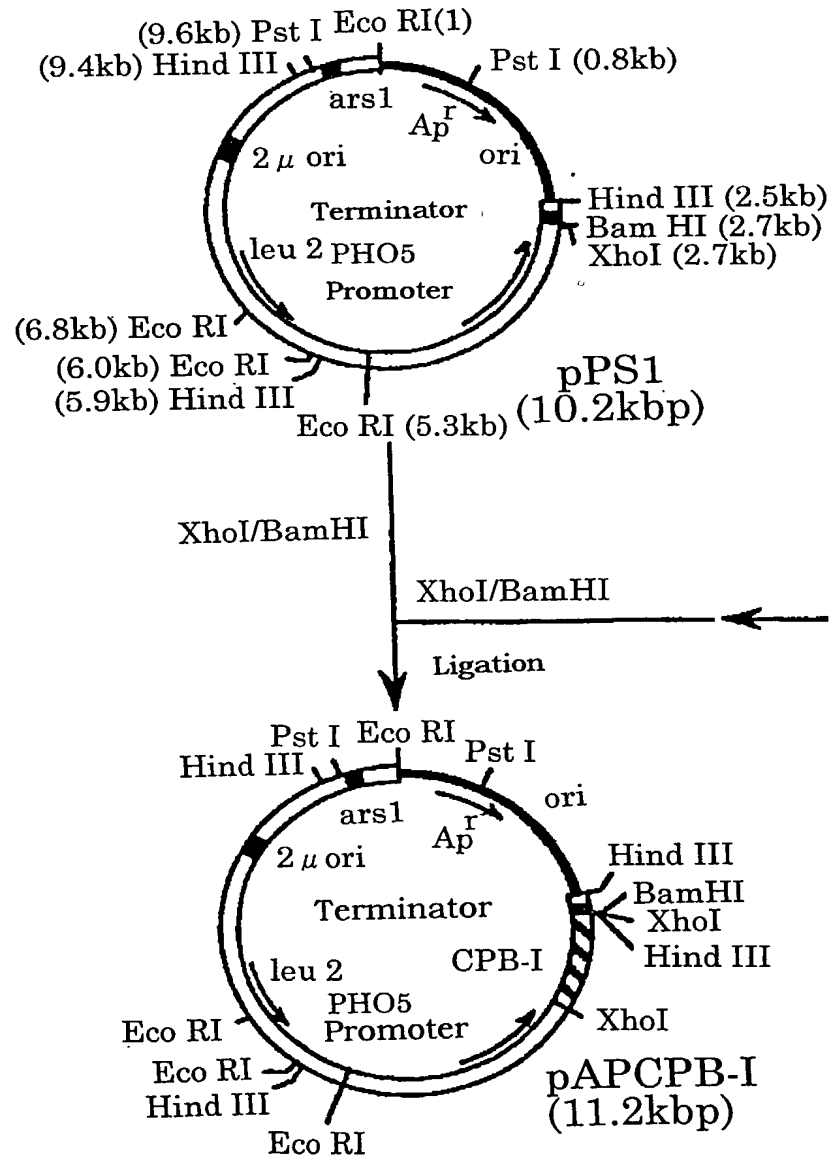 (9.6kb) Pst I Eco RI(1)
(9.4kb) Hind III
Pst I (0.8kb)
ars1
Ap^r
ori
2 μ ori
Terminator
Hind III (2.5kb)
Bam HI (2.7kb)
XhoI (2.7kb)
leu 2 PHO5
Promoter
(6.8kb) Eco RI
(6.0kb) Eco RI
(5.9kb) Hind III
Eco RI (5.3kb)
pPS1
(10.2kbp)
XhoI/BamHI
XhoI/BamHI
Ligation
Pst I Eco RI
Hind III
Pst I
ars1
Ap^r
ori
2 μ ori
Hind III
BamHI
XhoI
Hind III
Terminator
CPB-I
leu 2
PHO5
Promoter
XhoI
Eco RI
Eco RI
Hind III
Eco RI
pAPCPB-I
(11.2kbp)